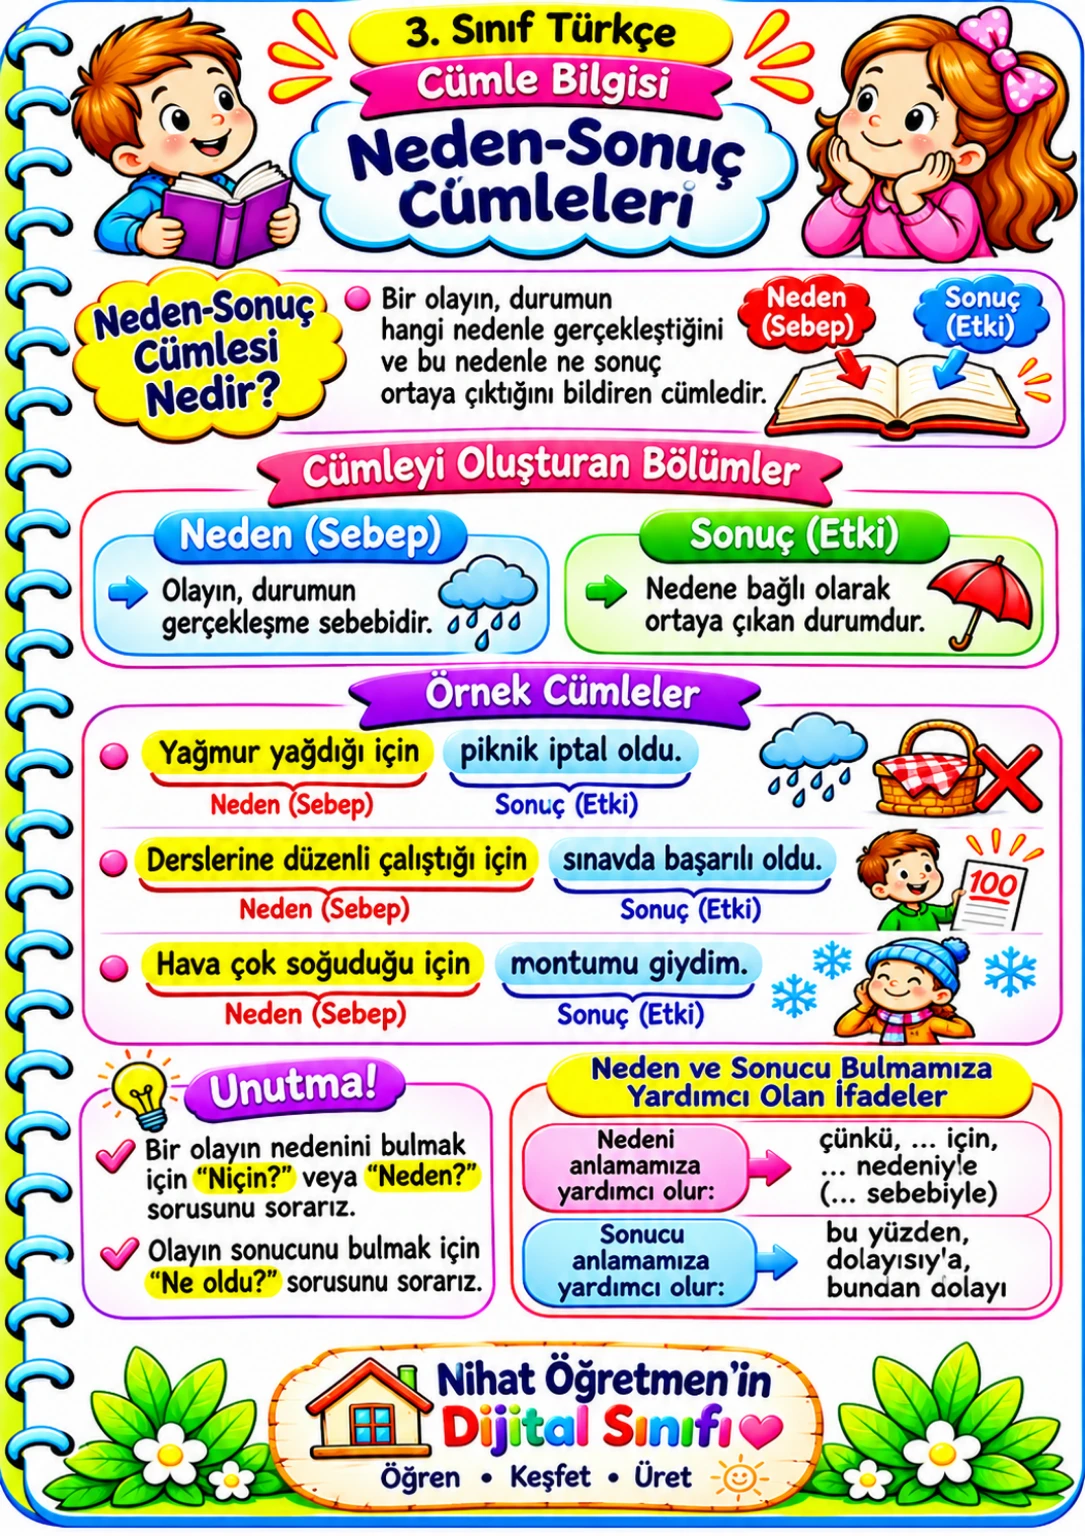 3. Sınıf Türkçe
Cümle Bilgisi
Neden-Sonuç
Cümleleri
Neden-Sonuç
Cümlesi
Nedir?
Bir olayın, durumun
hangi nedenle gerçekleştiğini
ve bu nedenle ne sonuç
ortaya çıktığını bildiren cümledir.
Neden
(Sebep)
Sonuç
(Etki)
Cümleyi Oluşturan Bölümler
Neden (Sebep)
Olayın, durumun
gerçekleşme sebebidir.
Sonuç (Etki)
Nedene bağlı olarak
ortaya çıkan durumdur.
Örnek Cümleler
Yağmur yağdığı için piknik iptal oldu.
Neden (Sebep) Sonuç (Etki)
Derslerine düzenli çalıştığı için sınavda başarılı oldu.
Neden (Sebep) Sonuç (Etki)
100
Hava çok soğuduğu için montumu giydim.
Neden (Sebep) Sonuç (Etki)
Unutma!
Bir olayın nedenini bulmak
için “Niçin?” veya “Neden?”
sorusunu sorarız.
Olayın sonucunu bulmak için
“Ne oldu?” sorusunu sorarız.
Neden ve Sonucu Bulmamıza
Yardımcı Olan İfadeler
Nedeni
anlamamıza
yardımcı olur:
çünkü, ... için,
... nedeniyle
(... sebebiyle)
Sonucu
anlamamıza
yardımcı olur:
bu yüzden,
dolayısıy'a,
bundan dolayı
Nihat Öğretmen’in
Dijital Sınıfı
Öğren • Keşfet • Üret